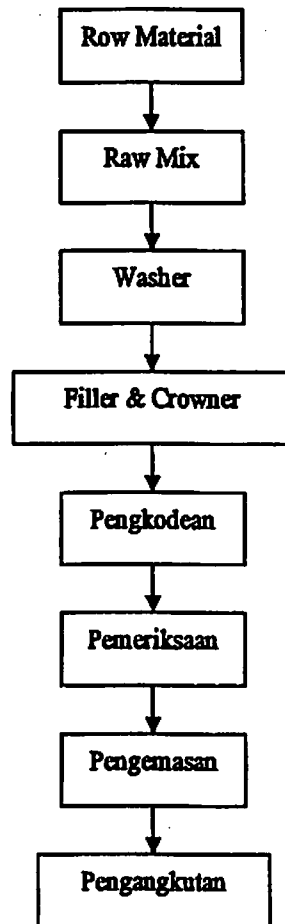 Row Material
Raw Mix
Washer
Filler & Crowner
Pengkodean
Pemeriksaan
Pengemasan
Pengangkutan